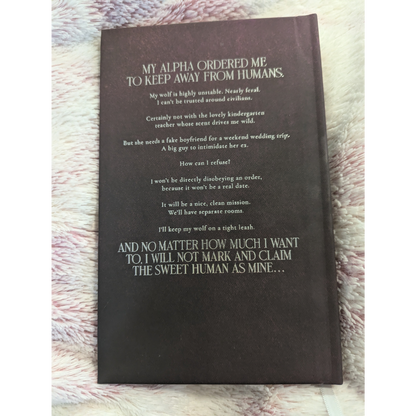 MY ALPHA ORDERED ME
TO KEEP AWAY FROM HUMANS.
My wolf is highly unstable. Nearly feral.
I can't be trusted around civilians.
Certainly not with the lovely kindergarten
teacher whose scent drives me wild.
But she needs a fake boyfriend for a weekend wedding trip.
A big guy to intimidate her ex.
How can I refuse?
I won't be directly disobeying an order,
because it won't be a real date.
It will be a nice, clean mission.
We'll have separate rooms.
I'll keep my wolf on a tight leash.
AND NO MATTER HOW MUCH I WANT
TO, I WILL NOT MARK AND CLAIM
THE SWEET HUMAN AS MINE...